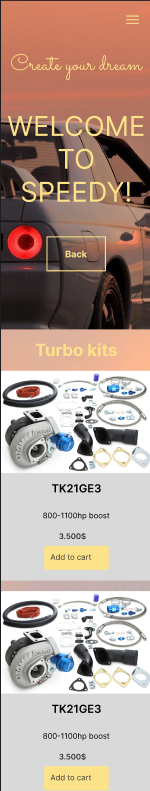 Create your dream
WELCOME
TO
SPEEDY!
Back
Turbo kits
TK21GE3
800-1100hp boost
3.500$
Add to cart
TK21GE3
800-1100hp boost
3.500$
Add to cart